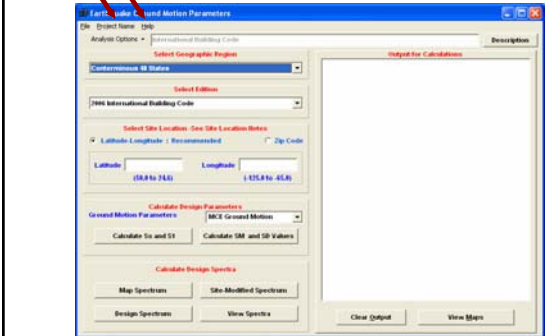 Earthquake Ground Motion Parameters
File Project Name Help
Analysis Options International Building Code Description
Select Geographic Region
Conterminous 48 States
Select Edition
2006 International Building Code
Select Site Location -See Site Location Notes
Latitude-Longitude ( Recommended Zip Code
Latitude Longitude
(50.0 to 24.6) (-125.0 to -65.0)
Calculate Design Parameters
Ground Motion Parameters MCE Ground Motion
Calculate Ss and S1 Calculate SM and SD Values
Calculate Design Spectra
Map Spectrum Site-Modified Spectrum
Design Spectrum View Spectra
Output for Calculations
Clear Output View Maps